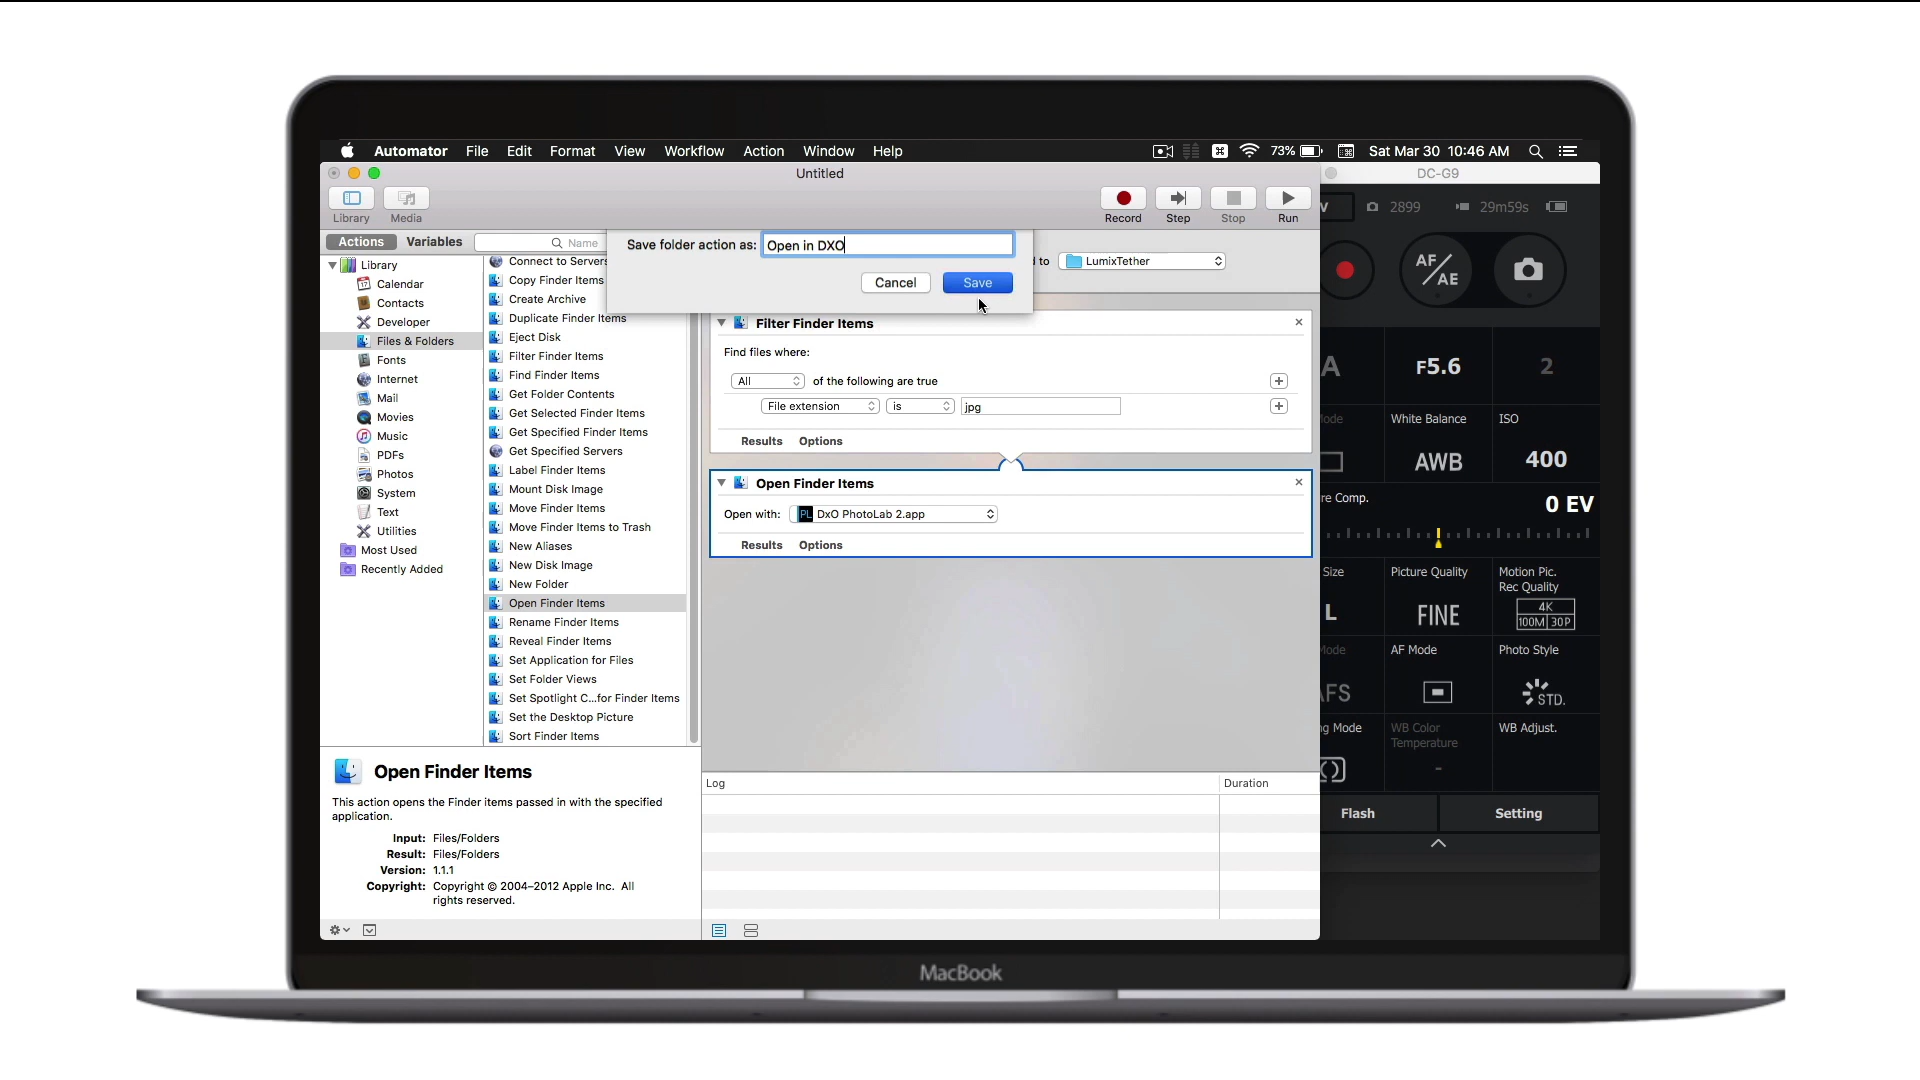 Automator File Edit Format View Workflow Action Window Help
73% Sat Mar 30 10:46 AM
Untitled
Library Media
Record Step Stop Run
Actions Variables
Name
Save folder action as: Open in DXO
Cancel Save
to LumixTether
Library
Calendar
Contacts
Developer
Files & Folders
Fonts
Internet
Mail
Movies
Music
PDFs
Photos
System
Text
Utilities
Most Used
Recently Added
Connect to Servers
Copy Finder Items
Create Archive
Duplicate Finder Items
Eject Disk
Filter Finder Items
Find Finder Items
Get Folder Contents
Get Selected Finder Items
Get Specified Finder Items
Get Specified Servers
Label Finder Items
Mount Disk Image
Move Finder Items
Move Finder Items to Trash
New Aliases
New Disk Image
New Folder
Open Finder Items
Rename Finder Items
Reveal Finder Items
Set Application for Files
Set Folder Views
Set Spotlight C...for Finder Items
Set the Desktop Picture
Sort Finder Items
Filter Finder Items
Find files where:
All of the following are true
File extension is jpg
Results Options
Open Finder Items
Open with: PL DxO PhotoLab 2.app
Results Options
Open Finder Items
This action opens the Finder items passed in with the specified
application.
Input: Files/Folders
Result: Files/Folders
Version: 1.1.1
Copyright: Copyright © 2004–2012 Apple Inc. All
rights reserved.
Log Duration
DC-G9
V 2899 29m59s
AF/AE
A F5.6 2
ode White Balance ISO
AWB 400
re Comp. 0 EV
Size Picture Quality Motion Pic.
Rec Quality
L FINE 4K
100M 30P
Mode AF Mode Photo Style
AFS STD.
ng Mode WB Color
Temperature WB Adjust.
-
Flash Setting
MacBook